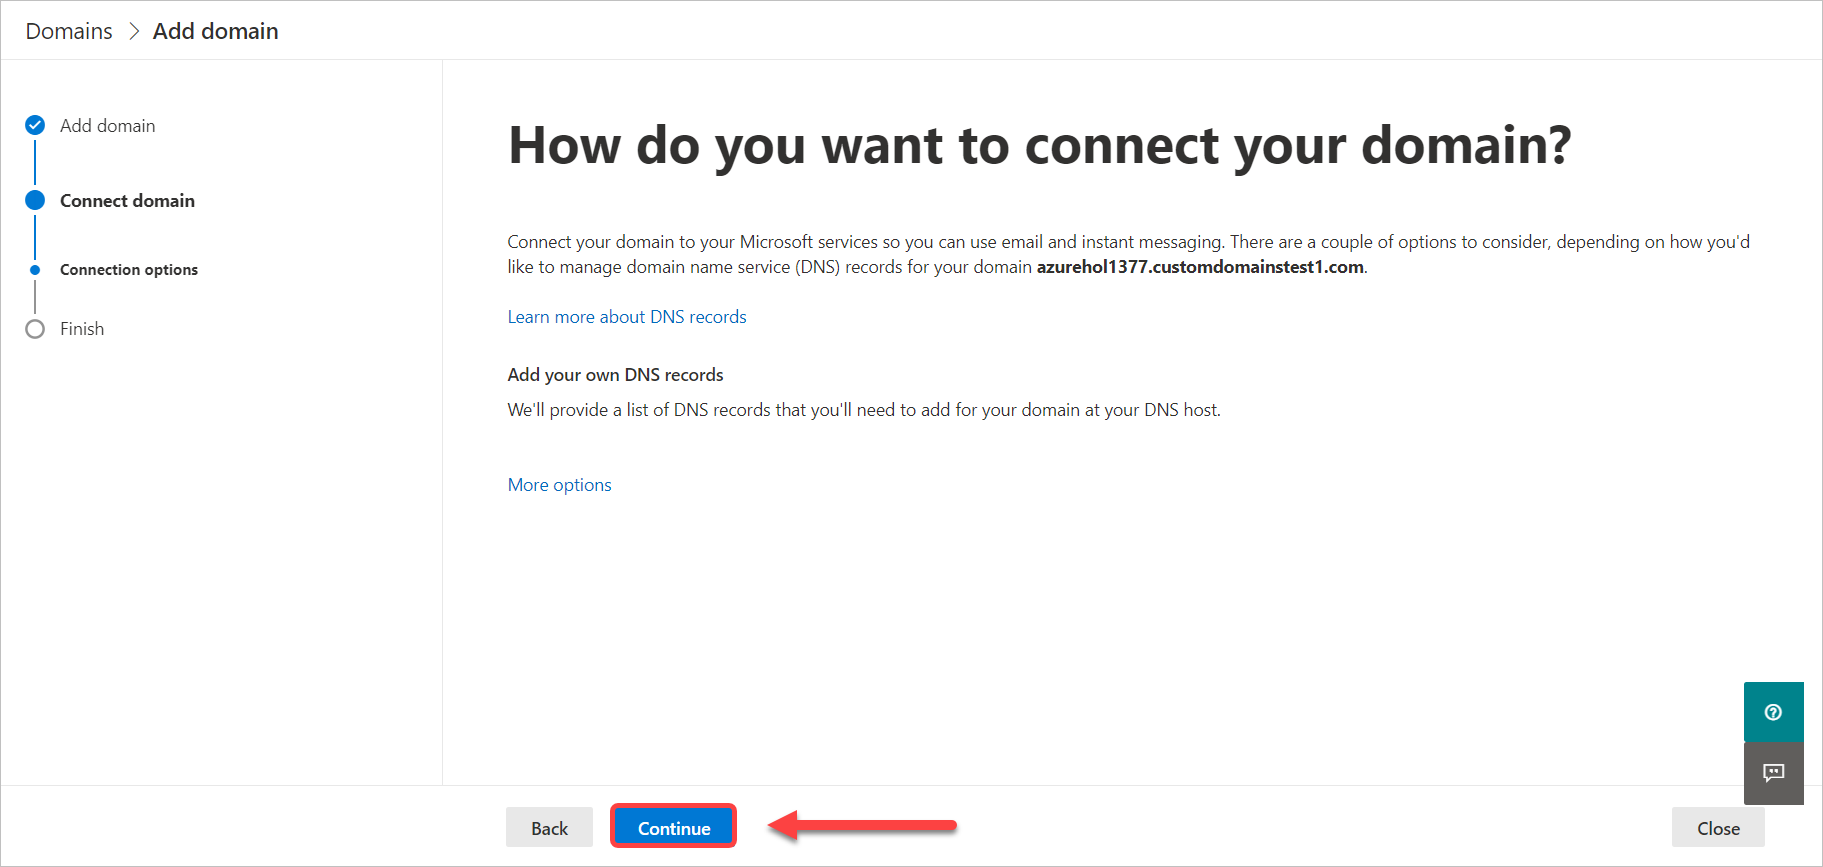 Domains > Add domain
Add domain
Connect domain
Connection options
Finish
How do you want to connect your domain?
Connect your domain to your Microsoft services so you can use email and instant messaging. There are a couple of options to consider, depending on how you'd
like to manage domain name service (DNS) records for your domain azurehol1377.customdomainstest1.com.
Learn more about DNS records
Add your own DNS records
We'll provide a list of DNS records that you'll need to add for your domain at your DNS host.
More options
Back
Continue
Close